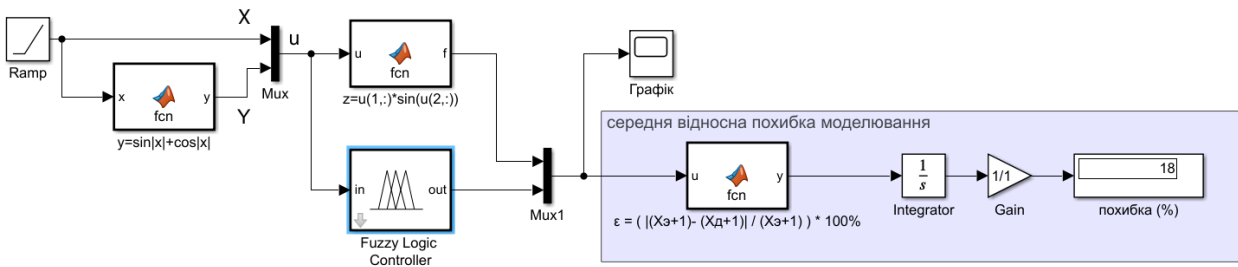 Ramp
x
fcn
y
y=sin|x|+cos|x|
X
Y
u
Mux
u
fcn
f
z=u(1,:)*sin(u(2,:))
in
out
Fuzzy Logic
Controller
Mux1
Графік
середня відносна похибка моделювання
u
fcn
y
ε = ( |(Xэ+1)- (Xд+1)| / (Xэ+1) ) * 100%
1
s
Integrator
1/1
Gain
18
похибка (%)